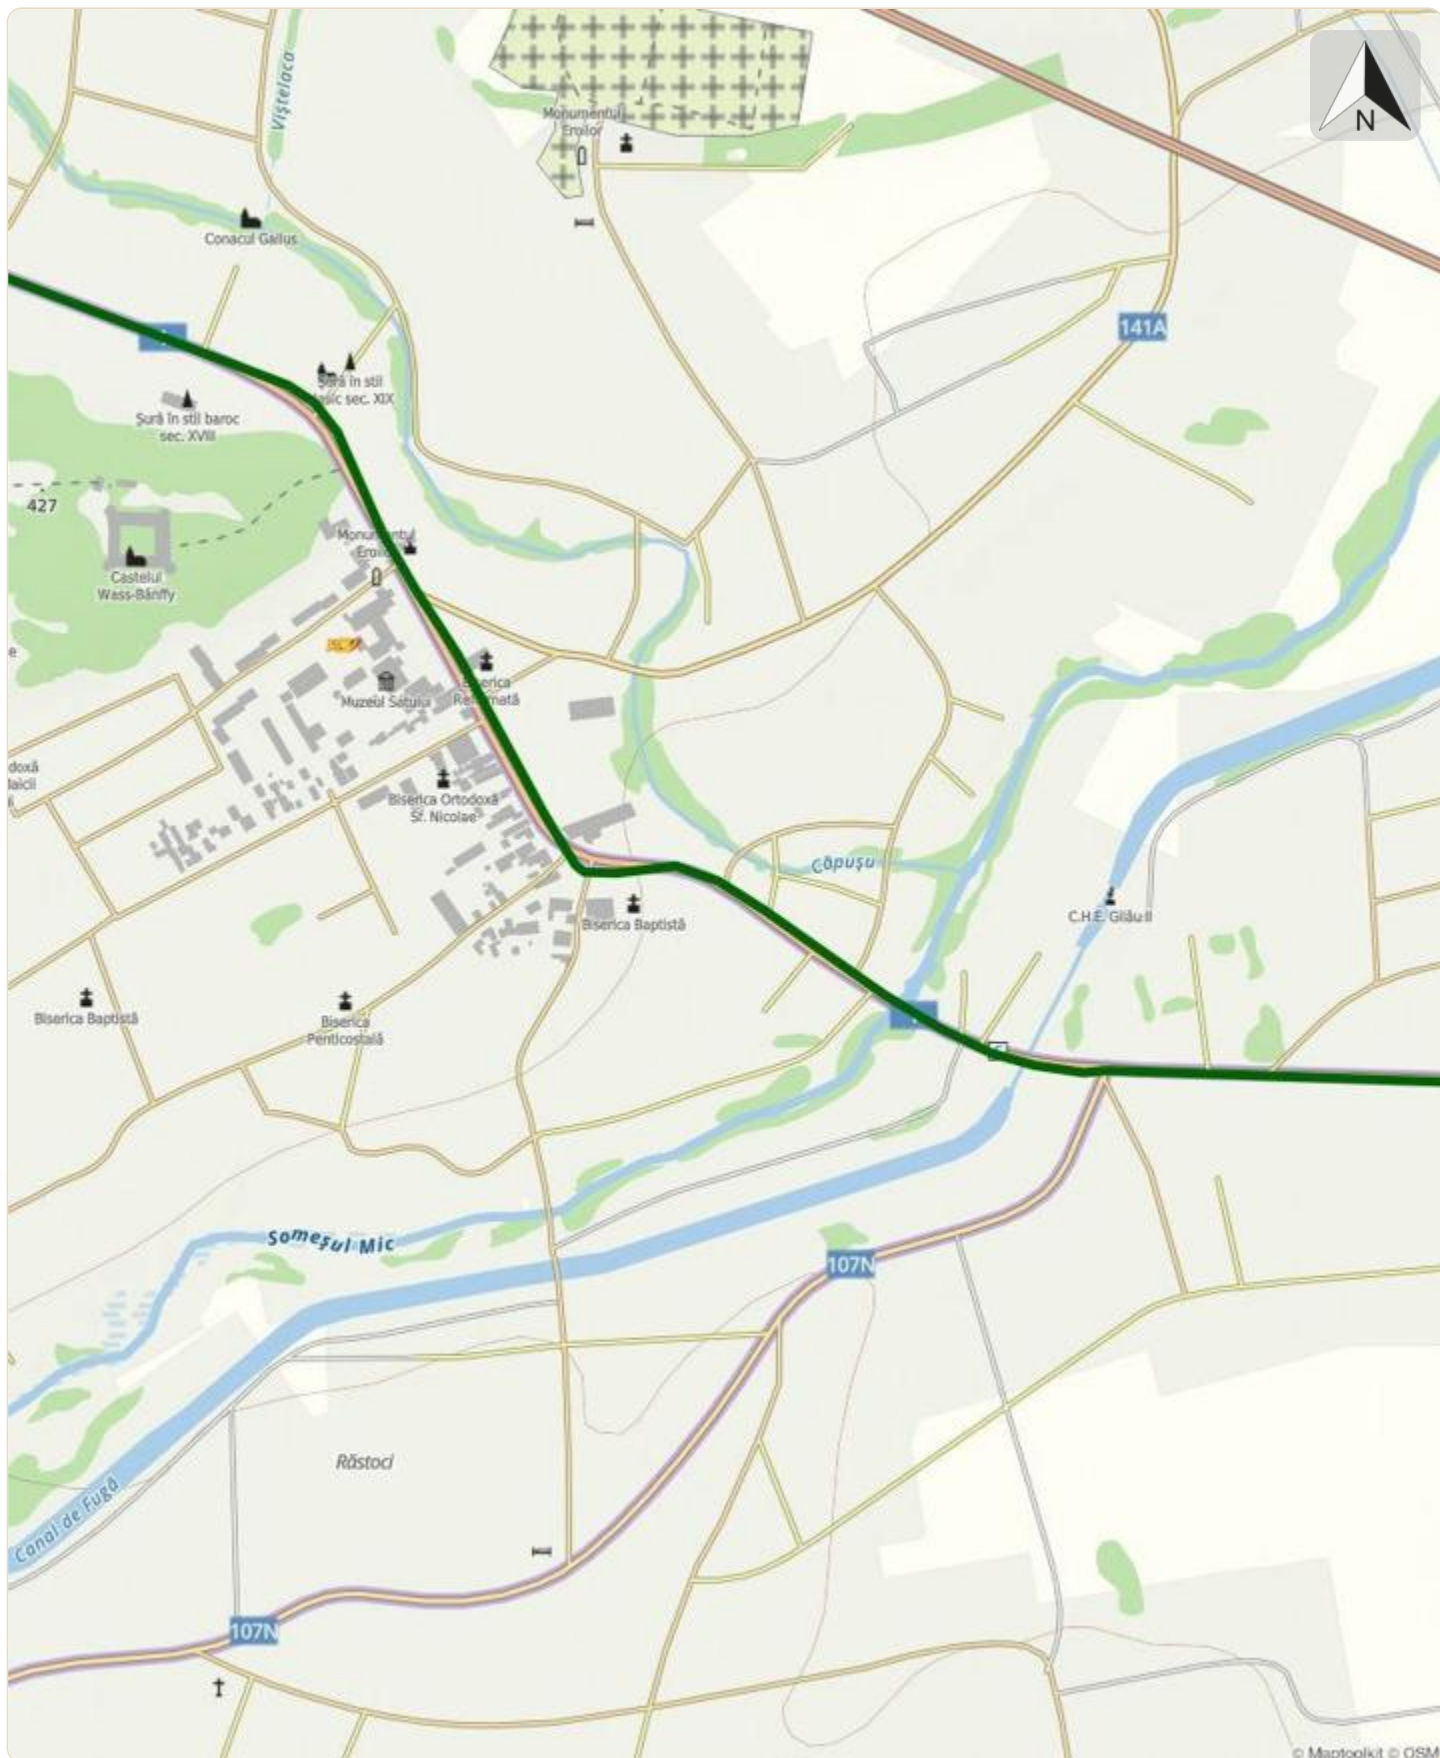 Viștelaca
N
Monumentul
Eroilor
Conacul Gallus
141A
Șură în stil
sec. XIX
Șură în stil baroc
sec. XVIII
427
Monumentul
Castelul
Wass-Bánffy
e
Muzeul Satului
doxă
Biserica Ortodoxă
Sf. Nicolae
Căpușu
C.H.E. Gilău II
Biserica Baptistă
Biserica Baptistă
Biserica
Penticostală
Someșul Mic
107N
Răstoci
Canal de Fugă
107N
© Maptoolkit © OSM